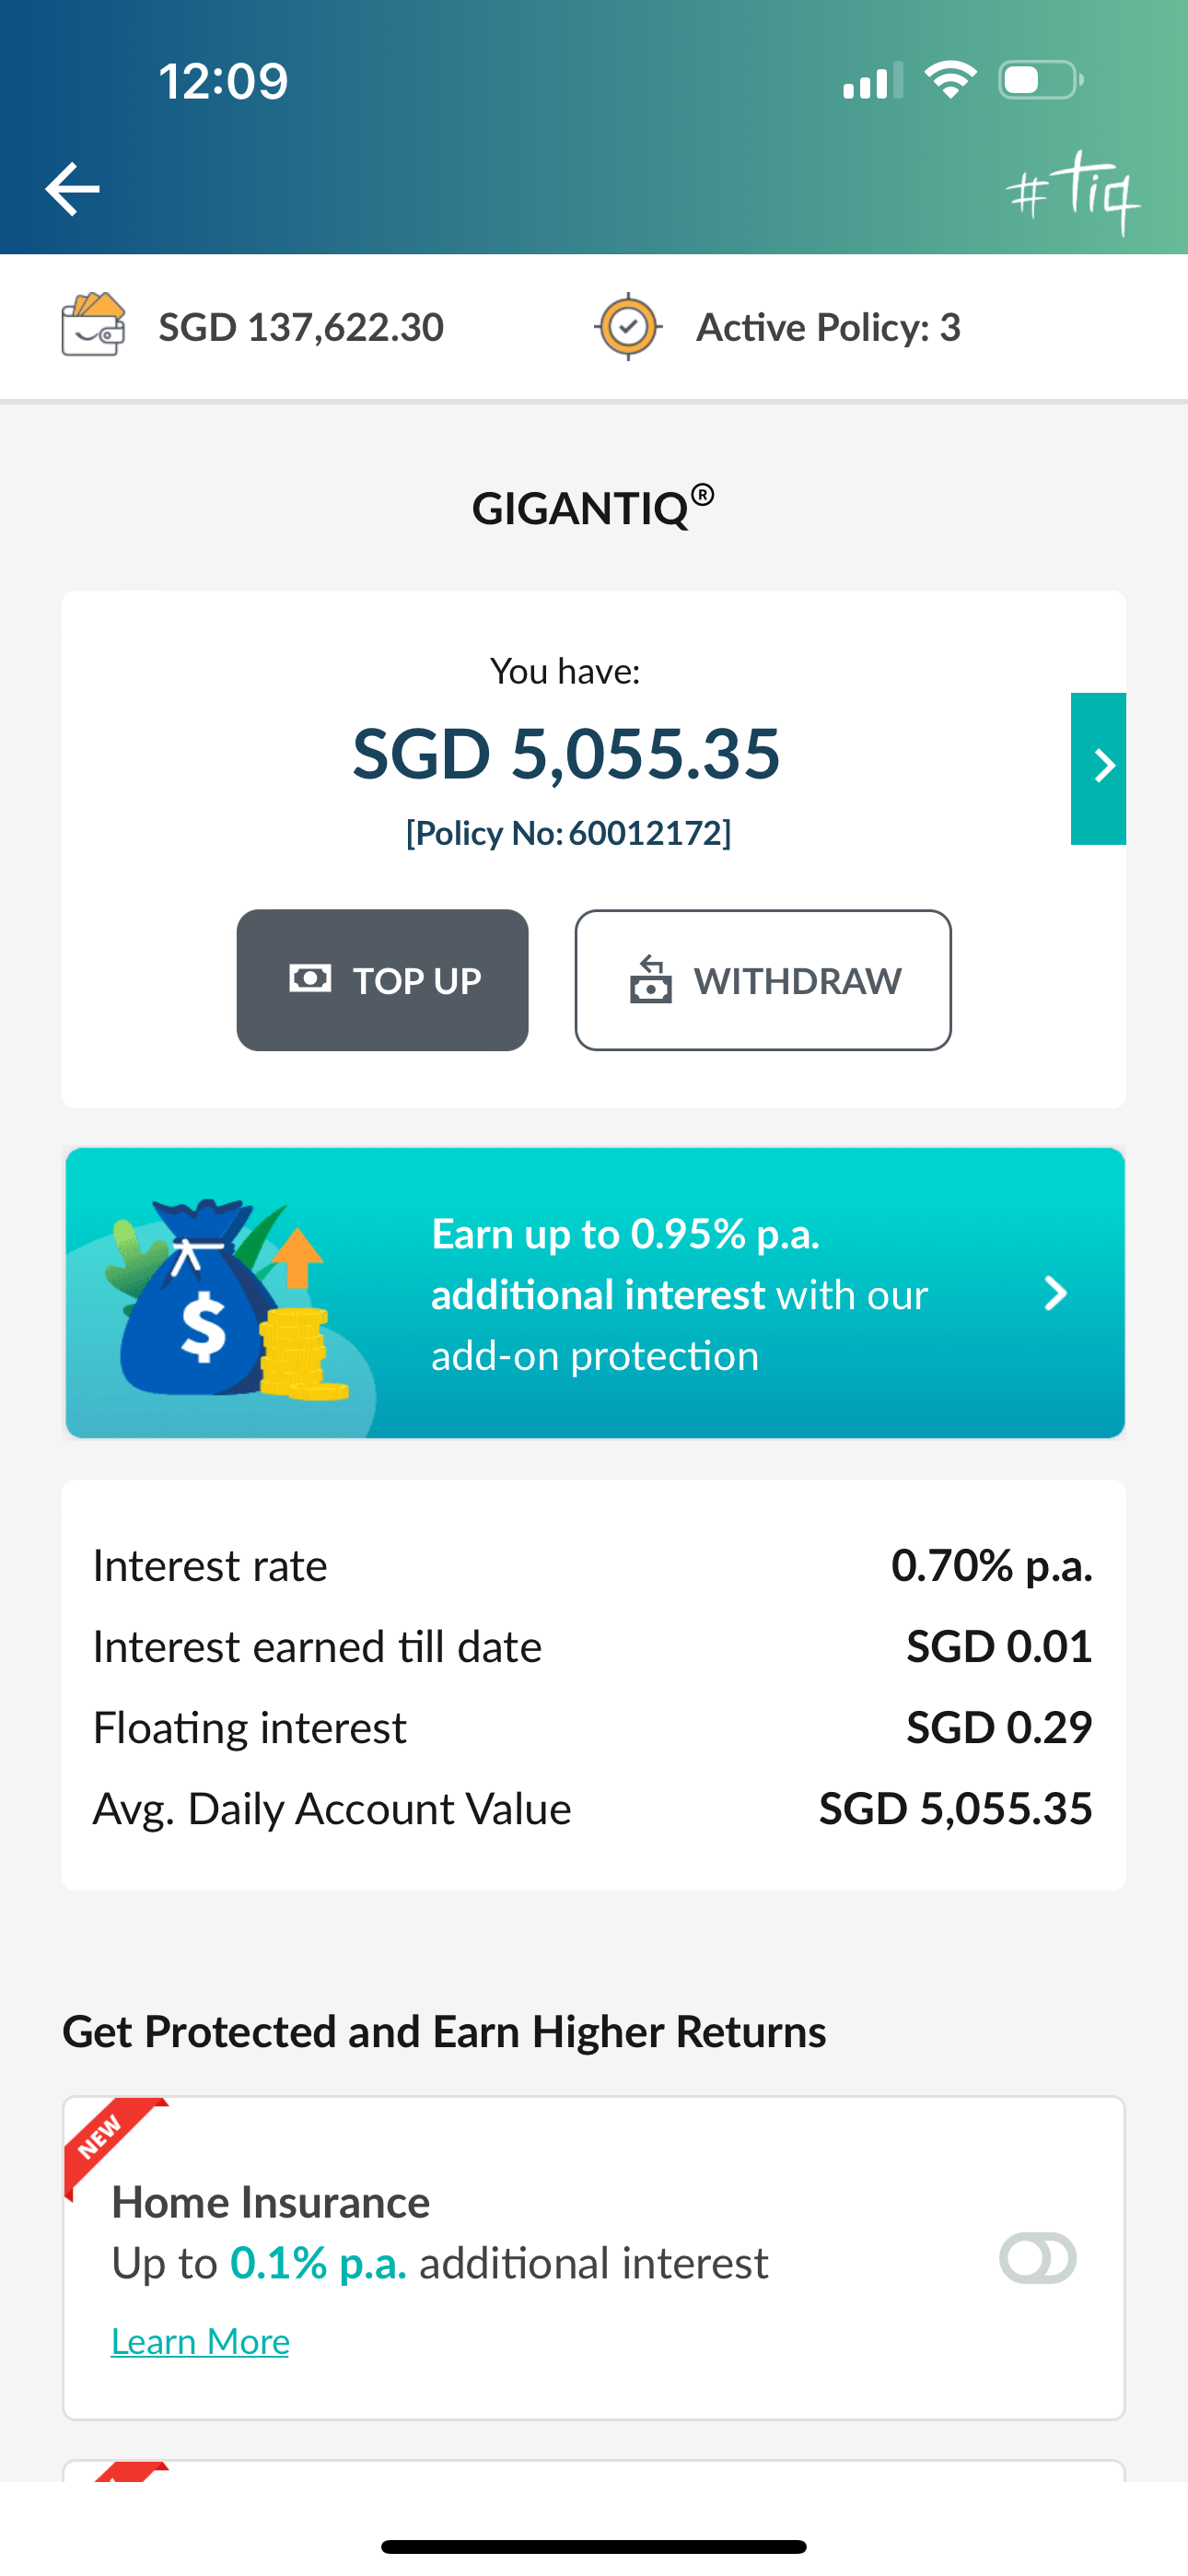 12:09
#tiq
SGD 137,622.30
Active Policy: 3
GIGANTIQ®
You have:
SGD 5,055.35
[Policy No: 60012172]
TOP UP
WITHDRAW
$
Earn up to 0.95% p.a.
additional interest with our
add-on protection
Interest rate 0.70% p.a.
Interest earned till date SGD 0.01
Floating interest SGD 0.29
Avg. Daily Account Value SGD 5,055.35
Get Protected and Earn Higher Returns
NEW
Home Insurance
Up to 0.1% p.a. additional interest
Learn More